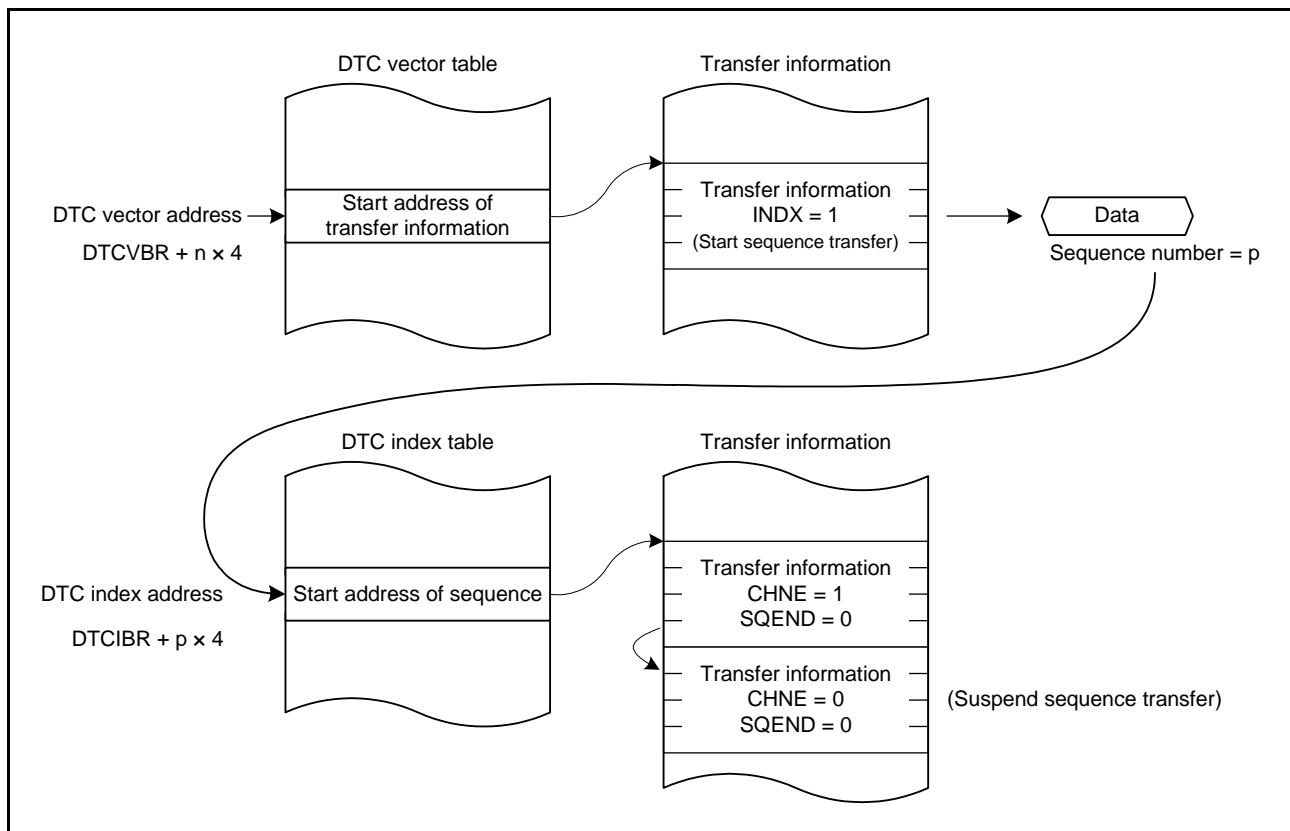 DTC vector table
Transfer information
DTC vector address
DTCVBR + n × 4
Start address of
transfer information
Transfer information
INDX = 1
(Start sequence transfer)
Data
Sequence number = p
DTC index table
Transfer information
DTC index address
DTCIBR + p × 4
Start address of sequence
Transfer information
CHNE = 1
SQEND = 0
Transfer information
CHNE = 0
SQEND = 0
(Suspend sequence transfer)